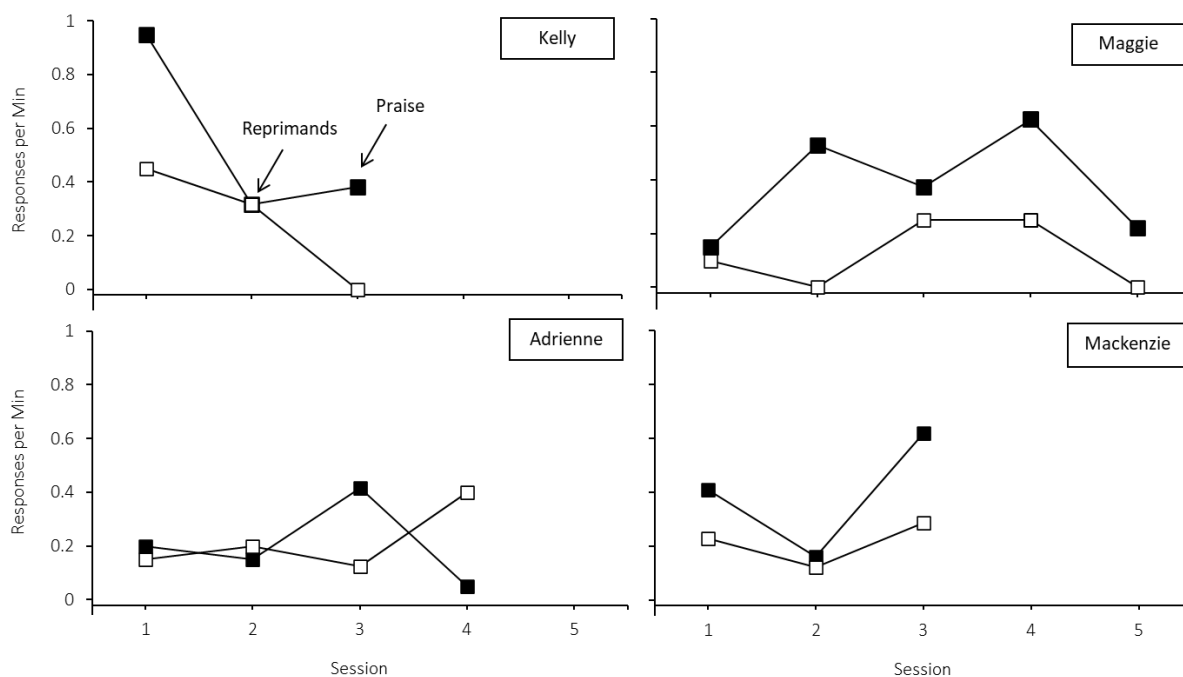 Kelly
Maggie
Responses per Min
1
0.8
0.6
0.4
0.2
0
Reprimands
Praise
Adrienne
Mackenzie
Responses per Min
1
0.8
0.6
0.4
0.2
0
1 2 3 4 5
1 2 3 4 5
Session
Session